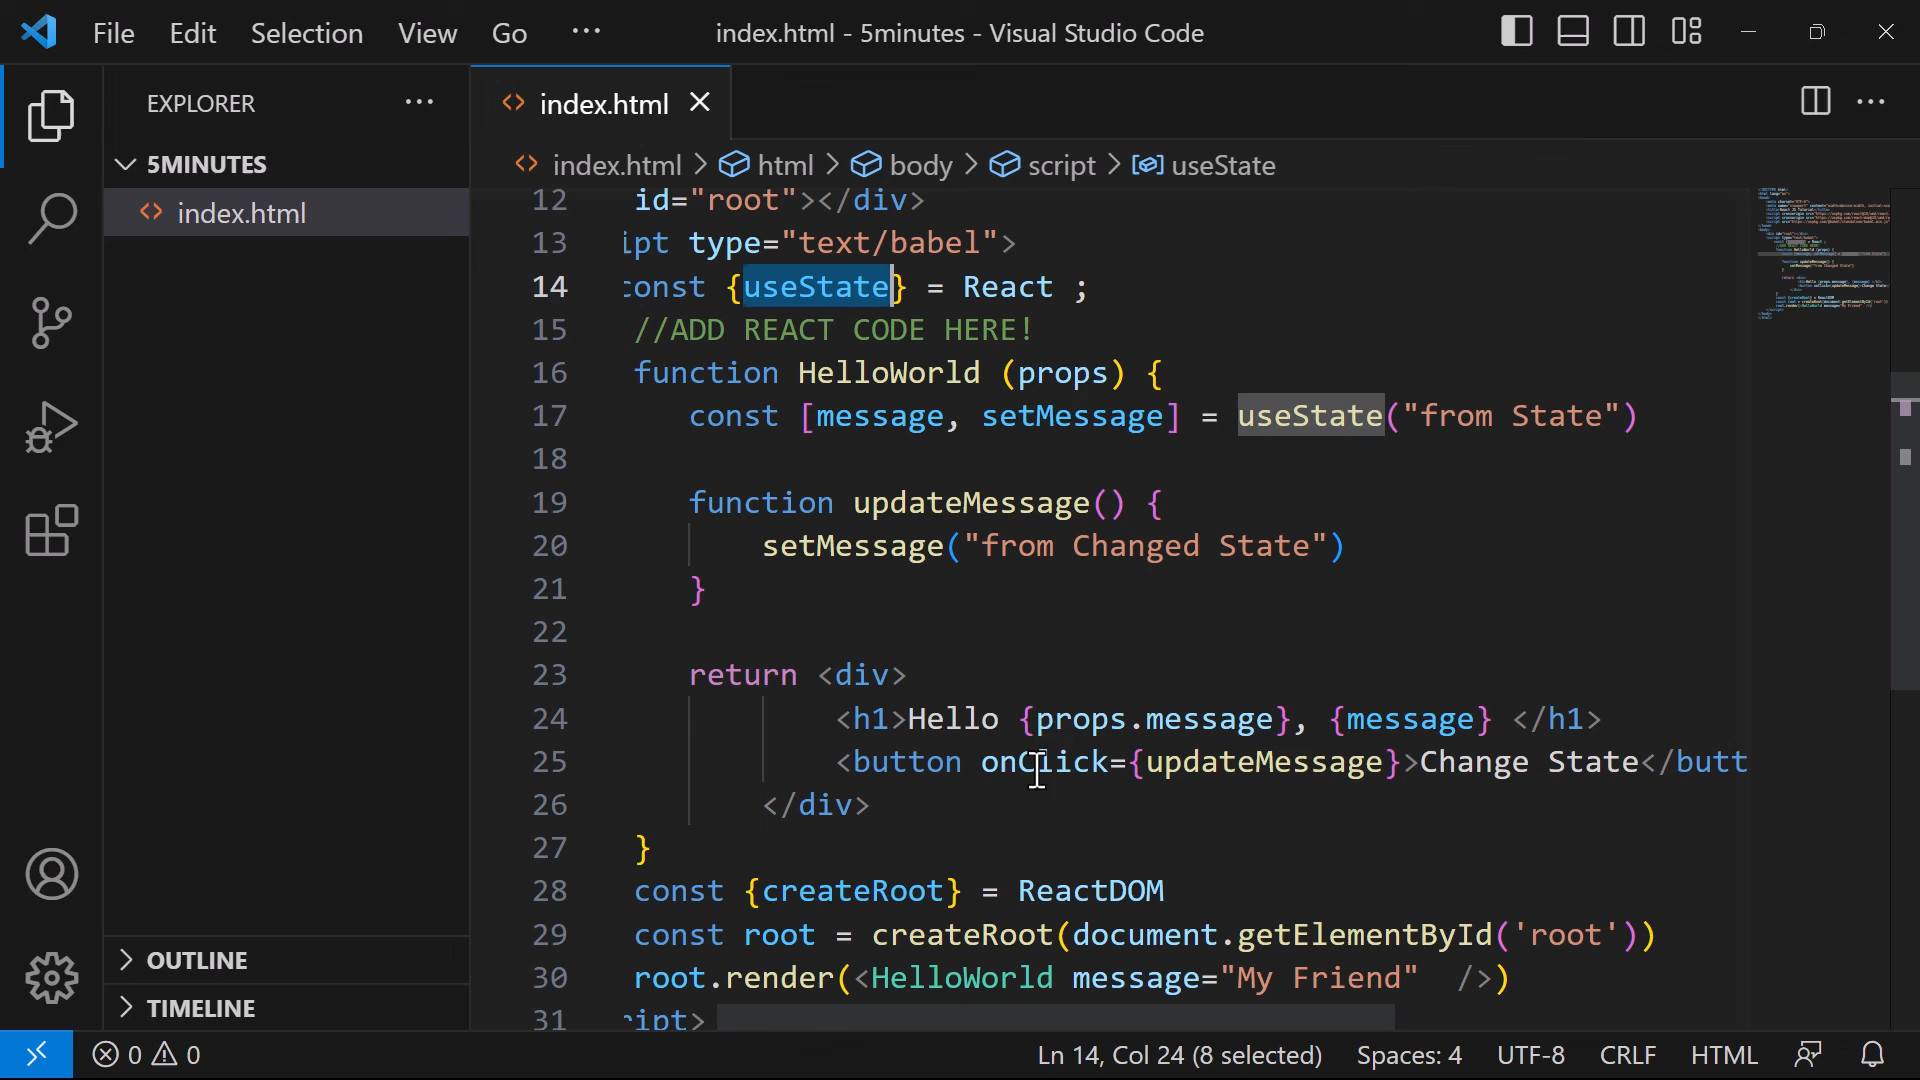 File Edit Selection View Go ··· index.html - 5minutes - Visual Studio Code
EXPLORER ···
index.html
index.html > html > body > script > useState
5MINUTES
index.html
12 id="root"></div>
13 ipt type="text/babel">
14 const {useState} = React ;
15 //ADD REACT CODE HERE!
16 function HelloWorld (props) {
17 const [message, setMessage] = useState("from State")
18
19 function updateMessage() {
20 setMessage("from Changed State")
21 }
22
23 return <div>
24 <h1>Hello {props.message}, {message} </h1>
25 <button onClick={updateMessage}>Change State</butt
26 </div>
27 }
28 const {createRoot} = ReactDOM
29 const root = createRoot(document.getElementById('root'))
30 root.render(<HelloWorld message="My Friend" />)
31 ript>
OUTLINE
TIMELINE
0 0 Ln 14, Col 24 (8 selected) Spaces: 4 UTF-8 CRLF HTML